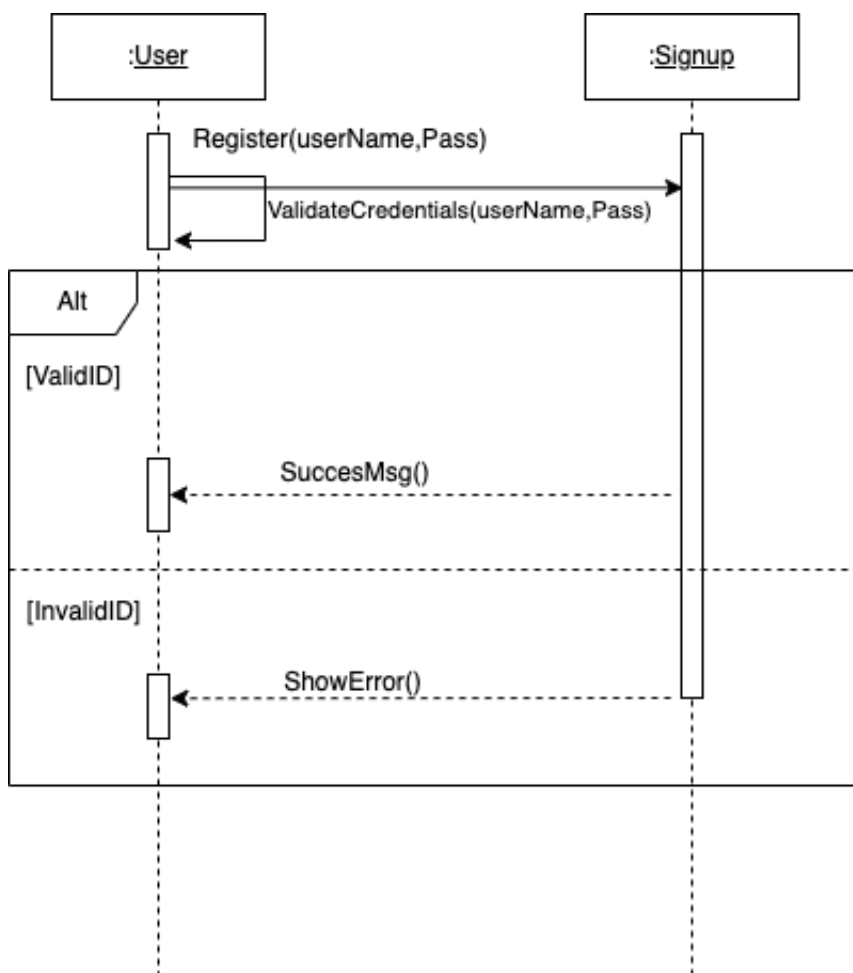 :User
:Signup
Register(userName,Pass)
ValidateCredentials(userName,Pass)
Alt
[ValidID]
SuccesMsg()
[InvalidID]
ShowError()